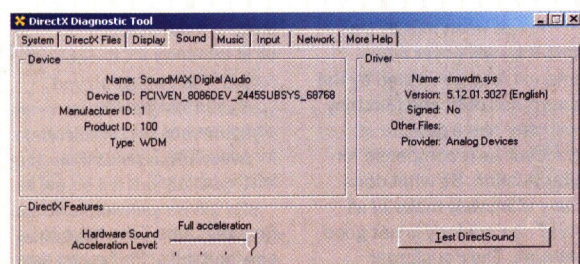 DirectX Diagnostic Tool
System DirectX Files Display Sound Music Input Network More Help
Device
Name: SoundMAX Digital Audio
Device ID: PCI\VEN_8086DEV_2445SUBSYS_68768
Manufacturer ID: 1
Product ID: 100
Type: WDM
Driver
Name: smwdm.sys
Version: 5.12.01.3027 (English)
Signed: No
Other Files:
Provider: Analog Devices
DirectX Features
Hardware Sound
Acceleration Level:
Full acceleration
Test DirectSound